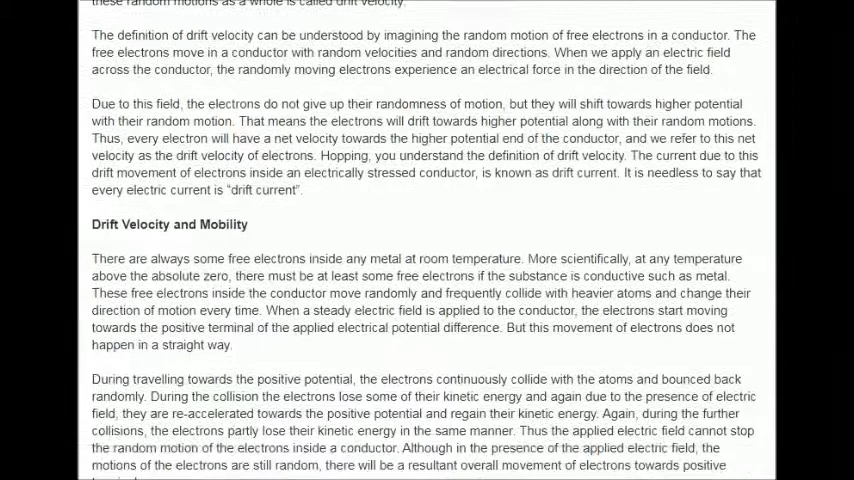 these random motions as a whole is called drift velocity.
The definition of drift velocity can be understood by imagining the random motion of free electrons in a conductor. The
free electrons move in a conductor with random velocities and random directions. When we apply an electric field
across the conductor, the randomly moving electrons experience an electrical force in the direction of the field.
Due to this field, the electrons do not give up their randomness of motion, but they will shift towards higher potential
with their random motion. That means the electrons will drift towards higher potential along with their random motions.
Thus, every electron will have a net velocity towards the higher potential end of the conductor, and we refer to this net
velocity as the drift velocity of electrons. Hopping, you understand the definition of drift velocity. The current due to this
drift movement of electrons inside an electrically stressed conductor, is known as drift current. It is needless to say that
every electric current is “drift current”.
Drift Velocity and Mobility
There are always some free electrons inside any metal at room temperature. More scientifically, at any temperature
above the absolute zero, there must be at least some free electrons if the substance is conductive such as metal.
These free electrons inside the conductor move randomly and frequently collide with heavier atoms and change their
direction of motion every time. When a steady electric field is applied to the conductor, the electrons start moving
towards the positive terminal of the applied electrical potential difference. But this movement of electrons does not
happen in a straight way.
During travelling towards the positive potential, the electrons continuously collide with the atoms and bounced back
randomly. During the collision the electrons lose some of their kinetic energy and again due to the presence of electric
field, they are re-accelerated towards the positive potential and regain their kinetic energy. Again, during the further
collisions, the electrons partly lose their kinetic energy in the same manner. Thus the applied electric field cannot stop
the random motion of the electrons inside a conductor. Although in the presence of the applied electric field, the
motions of the electrons are still random, there will be a resultant overall movement of electrons towards positive